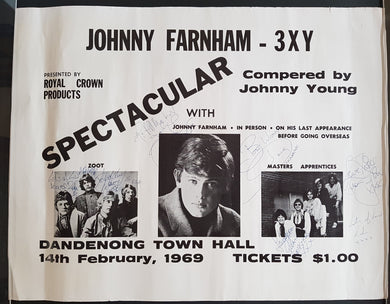 JOHNNY FARNHAM - 3XY
PRESENTED BY
ROYAL CROWN
PRODUCTS
SPECTACULAR
Compered by
Johnny Young
WITH
JOHNNY FARNHAM • IN PERSON • ON HIS LAST APPEARANCE
BEFORE GOING OVERSEAS
ZOOT
MASTERS APPRENTICES
DANDENONG TOWN HALL
14th February, 1969
TICKETS $1.00